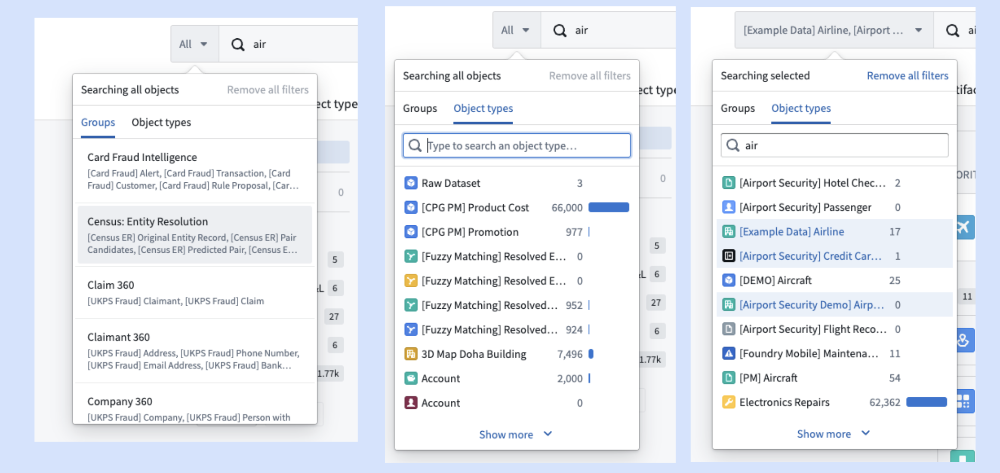 All
air
Searching all objects
Remove all filters
ect type
Groups
Object types
Card Fraud Intelligence
[Card Fraud] Alert, [Card Fraud] Transaction, [Card
Fraud] Customer, [Card Fraud] Rule Proposal, [Car...
0
Census: Entity Resolution
[Census ER] Original Entity Record, [Census ER] Pair
Candidates, [Census ER] Predicted Pair, [Census E...
5
Claim 360
[UKPS Fraud] Claimant, [UKPS Fraud] Claim
L 6
27
Claimant 360
[UKPS Fraud] Address, [UKPS Fraud] Phone Number,
[UKPS Fraud] Email Address, [UKPS Fraud] Bank...
6
1.77k
Company 360
[UKPS Fraud] Company, [UKPS Fraud] Person with
All
air
Searching all objects
Remove all filters
ect type
Groups
Object types
Type to search an object type...
Raw Dataset 3
0
[CPG PM] Product Cost 66,000
[CPG PM] Promotion 977
5
[Fuzzy Matching] Resolved E... 0
L 6
[Fuzzy Matching] Resolved E... 0
[Fuzzy Matching] Resolved... 952
27
[Fuzzy Matching] Resolved... 924
6
3D Map Doha Building 7,496
1.77k
Account 2,000
Account 0
Show more
[Example Data] Airline, [Airport ...
ai
Searching selected
Remove all filters
tifac
Groups
Object types
air
ORIT
[Airport Security] Hotel Chec... 2
[Airport Security] Passenger 0
[Example Data] Airline 17
[Airport Security] Credit Car... 1
[DEMO] Aircraft 25
11
[Airport Security Demo] Airp... 0
[Airport Security] Flight Reco... 0
[Foundry Mobile] Maintena... 11
[PM] Aircraft 54
Electronics Repairs 62,362
Show more